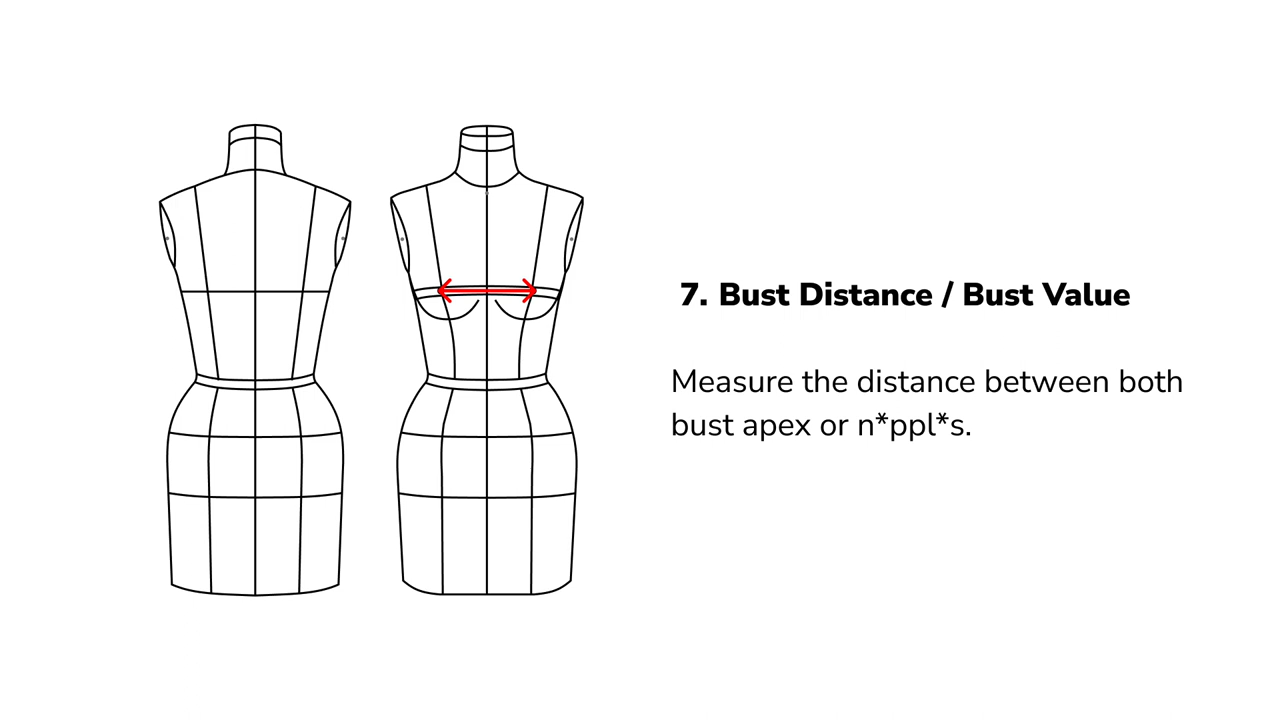 7. Bust Distance / Bust Value
Measure the distance between both
bust apex or n*ppl*s.